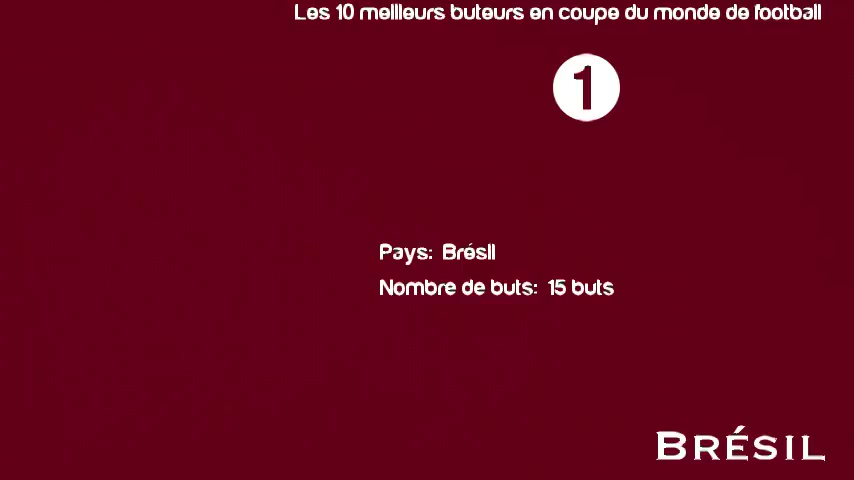 Les 10 meilleurs buteurs en coupe du monde de football
1
Pays: Brésil
Nombre de buts: 15 buts
BRÉSIL